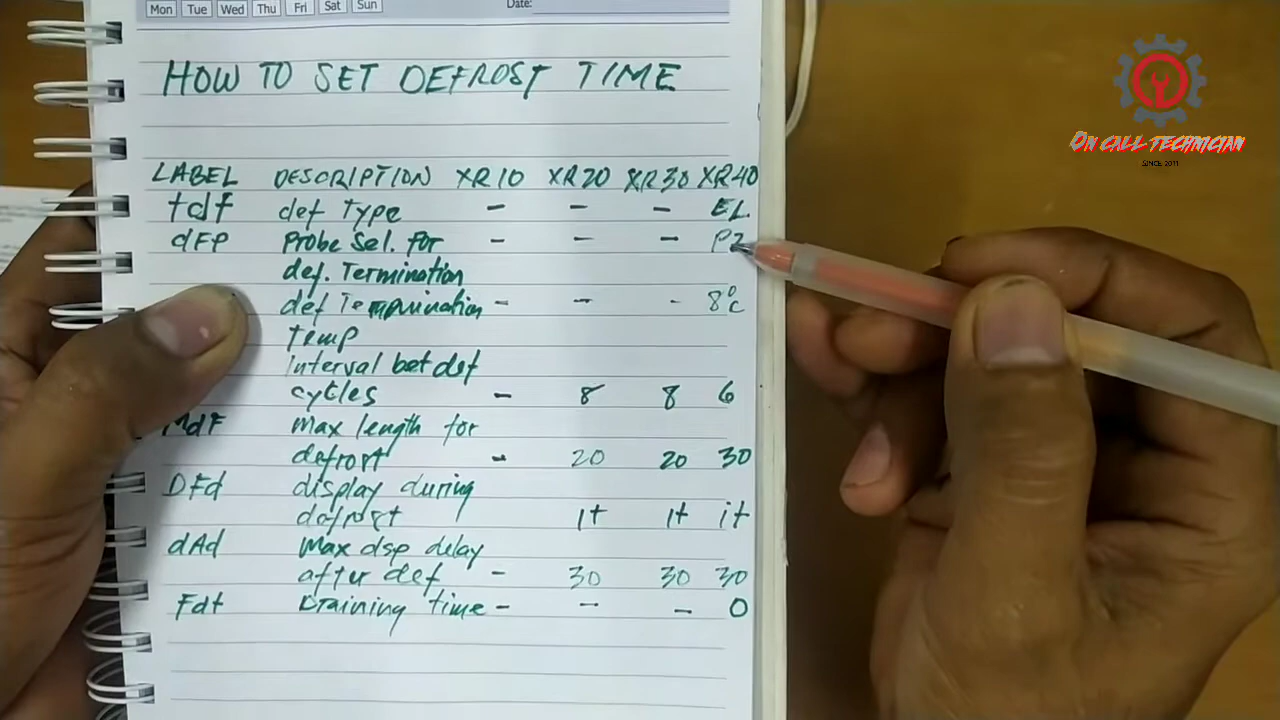 Mon Tue Wed Thu Fri Sat Sun Date:
ON CALL TECHNICIAN
SINCE 2011
HOW TO SET DEFROST TIME
LABEL DESCRIPTION XR10 XR20 XR30 XR40
tdf def Type - - - EL.
dFP Probe Sel. for - - - P2
def. Termination
def Termination - - - 8°c
Temp
Interval bet def
cycles - 8 8 6
MdF Max length for
defrost - 20 20 30
DFd display during
defrost It It it
dAd Max dsp delay
after def - 30 30 30
Fdt Draining time - - - 0